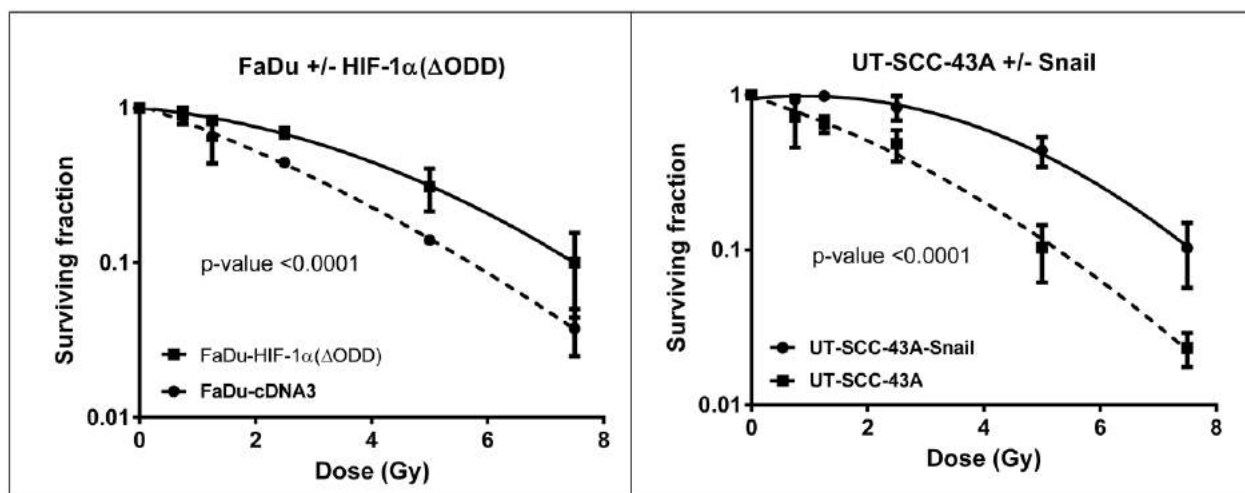 FaDu +/- HIF-1α(ΔODD)
Surviving fraction
1
0.1
0.01
p-value <0.0001
FaDu-HIF-1α(ΔODD)
FaDu-cDNA3
0 2 4 6 8
Dose (Gy)
UT-SCC-43A +/- Snail
Surviving fraction
1
0.1
0.01
p-value <0.0001
UT-SCC-43A-Snail
UT-SCC-43A
0 2 4 6 8
Dose (Gy)